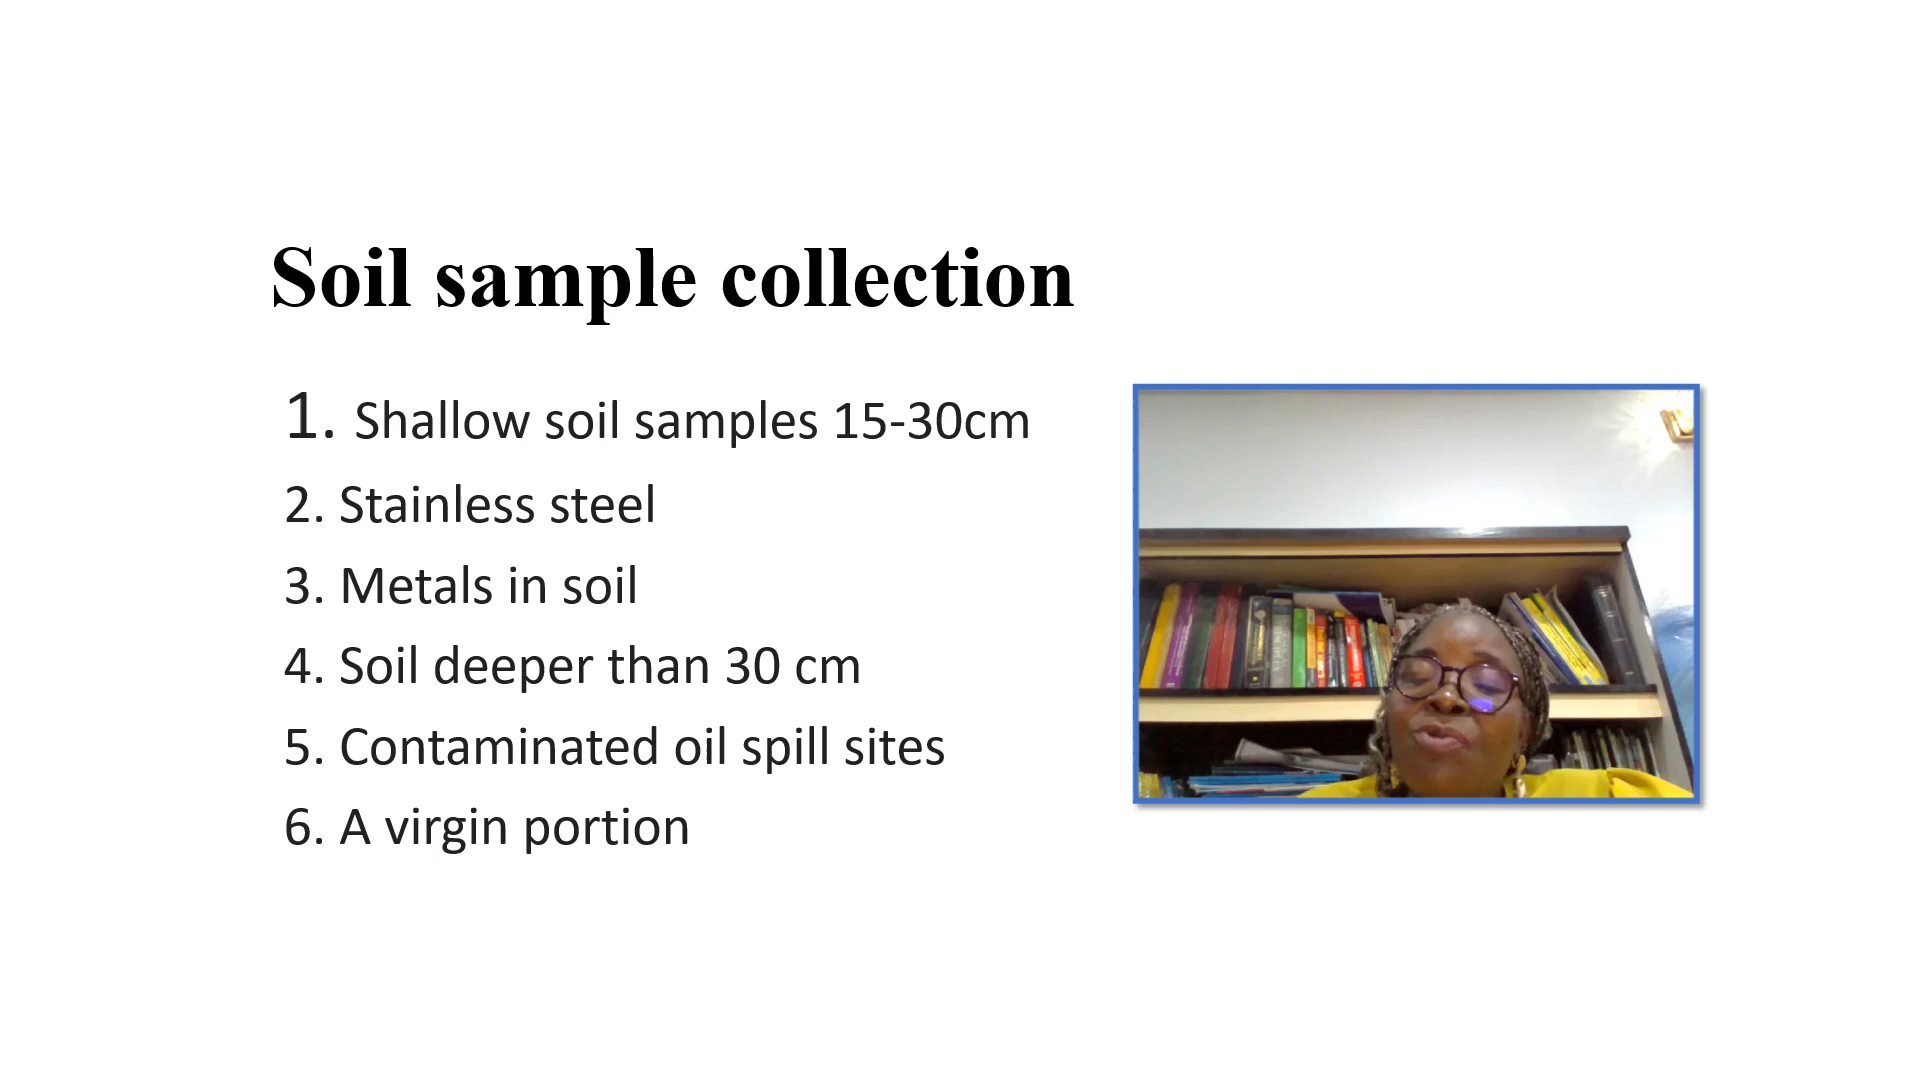 Soil sample collection
1. Shallow soil samples 15-30cm
2. Stainless steel
3. Metals in soil
4. Soil deeper than 30 cm
5. Contaminated oil spill sites
6. A virgin portion